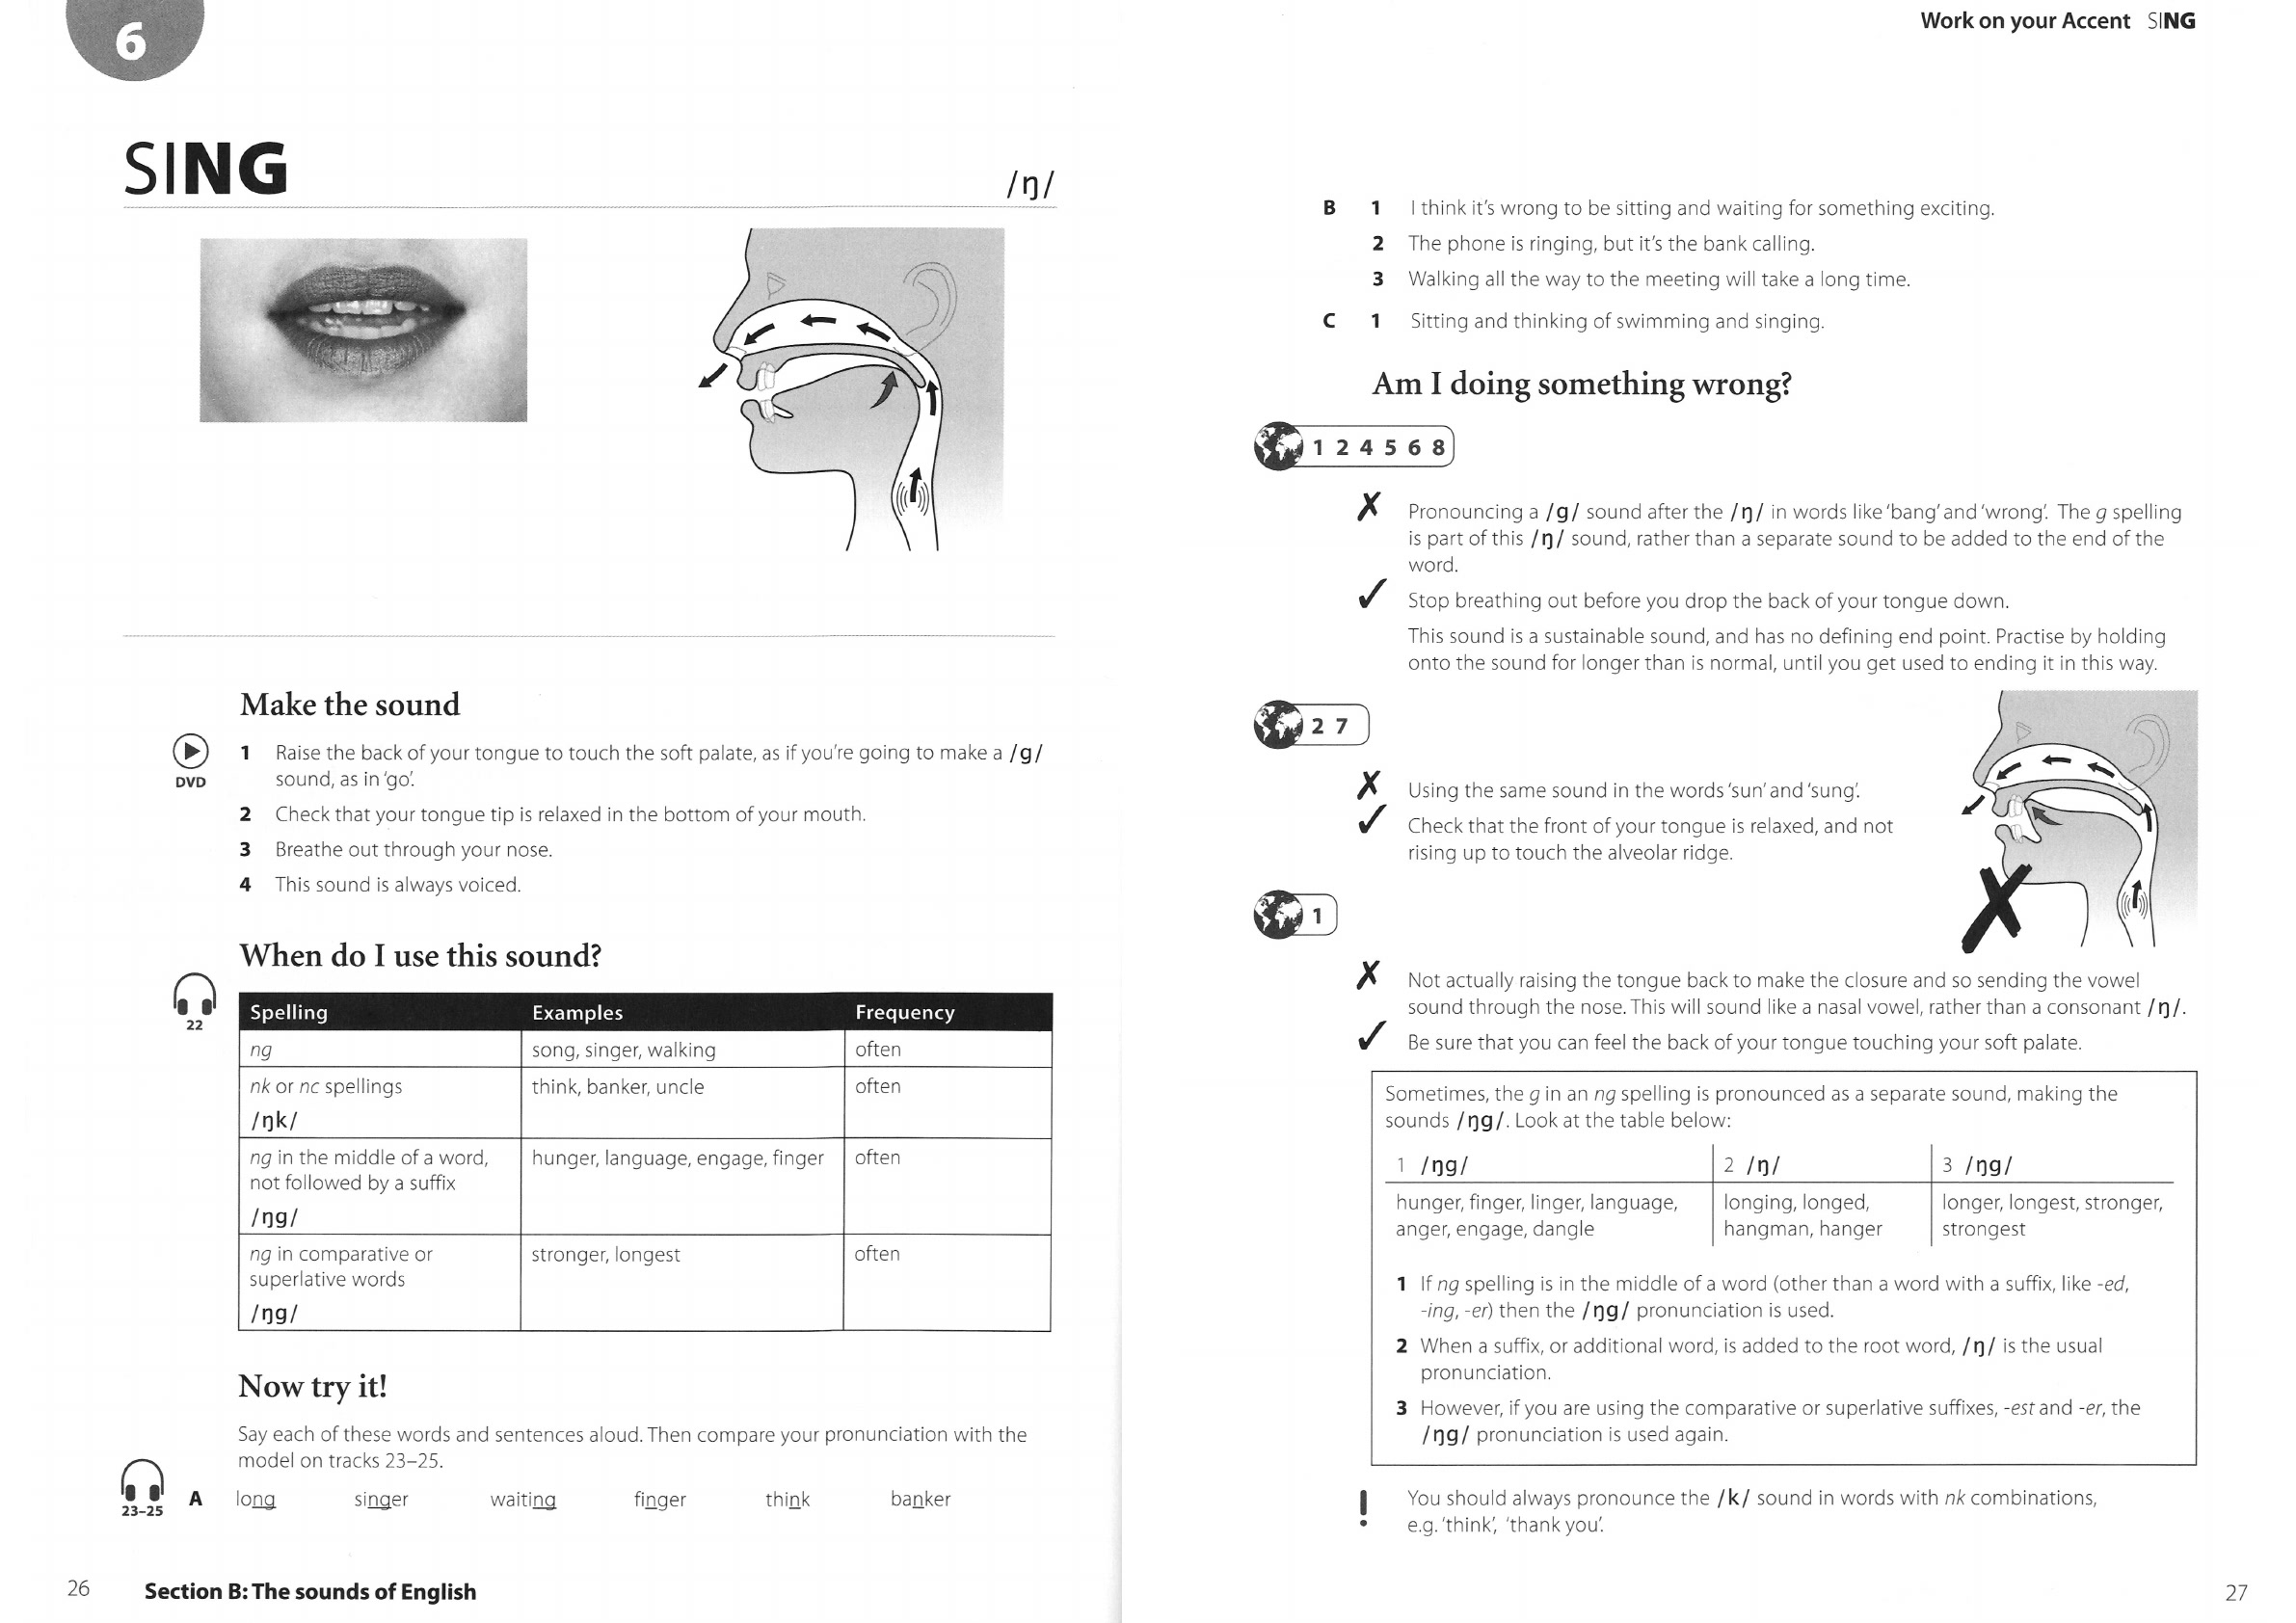 6
SING
/ŋ/
Make the sound
DVD
1 Raise the back of your tongue to touch the soft palate, as if you're going to make a /g/
sound, as in 'go'.
2 Check that your tongue tip is relaxed in the bottom of your mouth.
3 Breathe out through your nose.
4 This sound is always voiced.
When do I use this sound?
22
Spelling Examples Frequency
ng song, singer, walking often
nk or nc spellings think, banker, uncle often
/ŋk/
ng in the middle of a word, hunger, language, engage, finger often
not followed by a suffix
/ŋg/
ng in comparative or stronger, longest often
superlative words
/ŋg/
Now try it!
Say each of these words and sentences aloud. Then compare your pronunciation with the
model on tracks 23–25.
23–25
A long singer waiting finger think banker
26 Section B: The sounds of English
Work on your Accent SING
B 1 I think it's wrong to be sitting and waiting for something exciting.
2 The phone is ringing, but it's the bank calling.
3 Walking all the way to the meeting will take a long time.
C 1 Sitting and thinking of swimming and singing.
Am I doing something wrong?
1 2 4 5 6 8
✗ Pronouncing a /g/ sound after the /ŋ/ in words like 'bang' and 'wrong'. The g spelling
is part of this /ŋ/ sound, rather than a separate sound to be added to the end of the
word.
✓ Stop breathing out before you drop the back of your tongue down.
This sound is a sustainable sound, and has no defining end point. Practise by holding
onto the sound for longer than is normal, until you get used to ending it in this way.
2 7
✗ Using the same sound in the words 'sun' and 'sung'.
✓ Check that the front of your tongue is relaxed, and not
rising up to touch the alveolar ridge.
1
✗ Not actually raising the tongue back to make the closure and so sending the vowel
sound through the nose. This will sound like a nasal vowel, rather than a consonant /ŋ/.
✓ Be sure that you can feel the back of your tongue touching your soft palate.
Sometimes, the g in an ng spelling is pronounced as a separate sound, making the
sounds /ŋg/. Look at the table below:
1 /ŋg/ 2 /ŋ/ 3 /ŋg/
hunger, finger, linger, language, longing, longed, longer, longest, stronger,
anger, engage, dangle hangman, hanger strongest
1 If ng spelling is in the middle of a word (other than a word with a suffix, like -ed,
-ing, -er) then the /ŋg/ pronunciation is used.
2 When a suffix, or additional word, is added to the root word, /ŋ/ is the usual
pronunciation.
3 However, if you are using the comparative or superlative suffixes, -est and -er, the
/ŋg/ pronunciation is used again.
! You should always pronounce the /k/ sound in words with nk combinations,
e.g. 'think', 'thank you'.
27